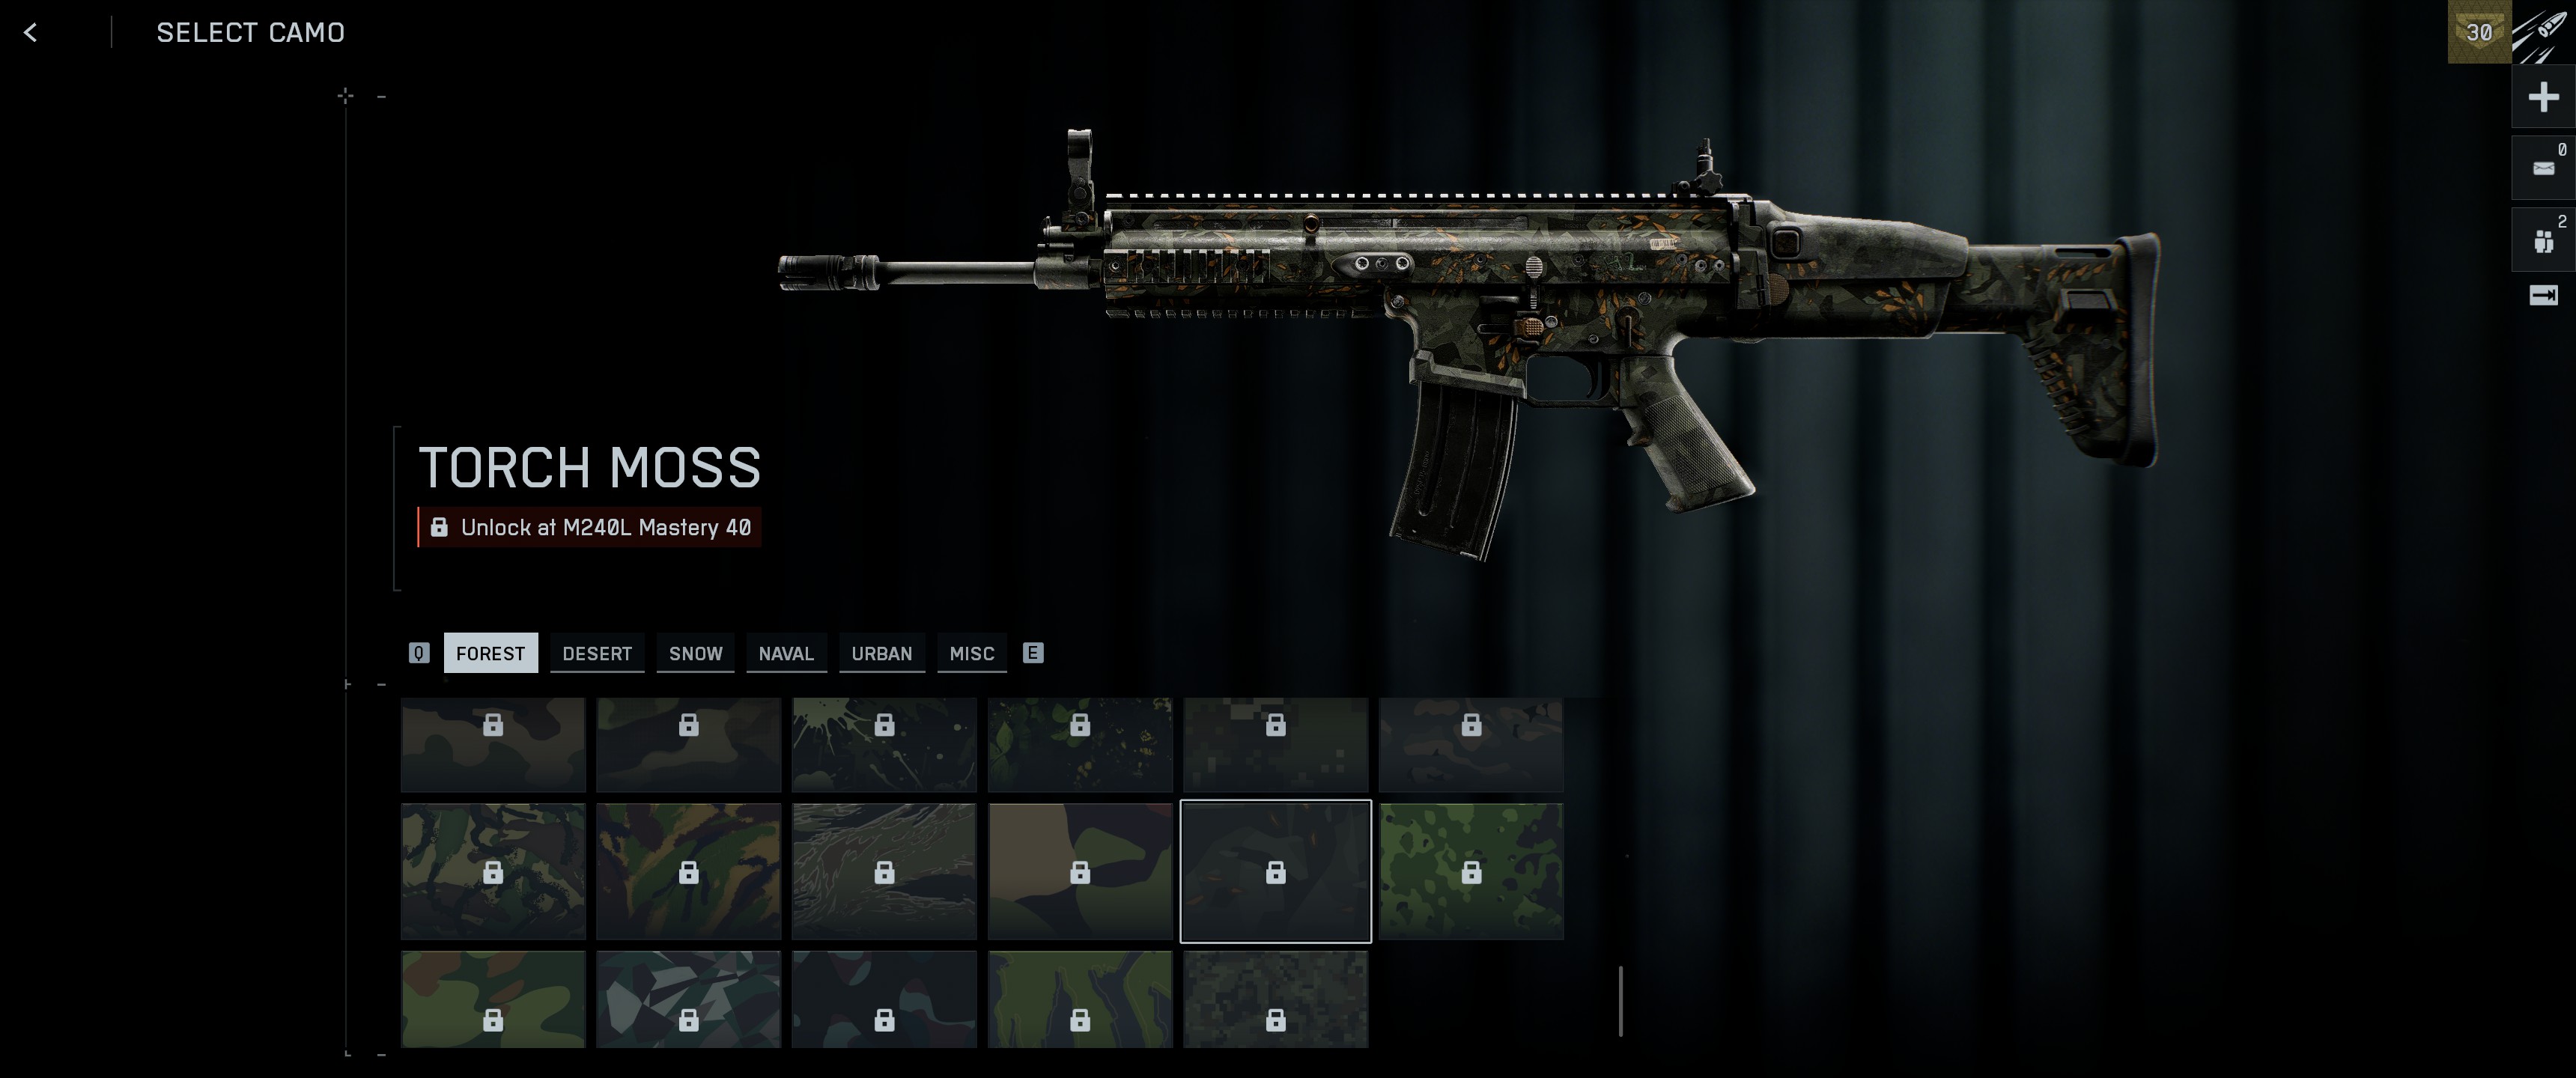 SELECT CAMO
30
0
2
TORCH MOSS
Unlock at M240L Mastery 40
Q
FOREST
DESERT
SNOW
NAVAL
URBAN
MISC
E